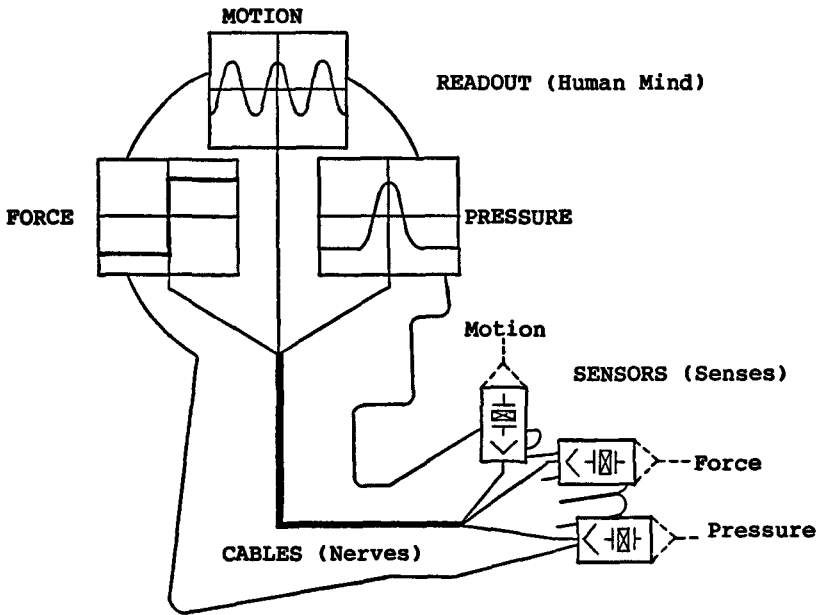 MOTION
READOUT (Human Mind)
FORCE
PRESSURE
Motion
SENSORS (Senses)
Force
Pressure
CABLES (Nerves)